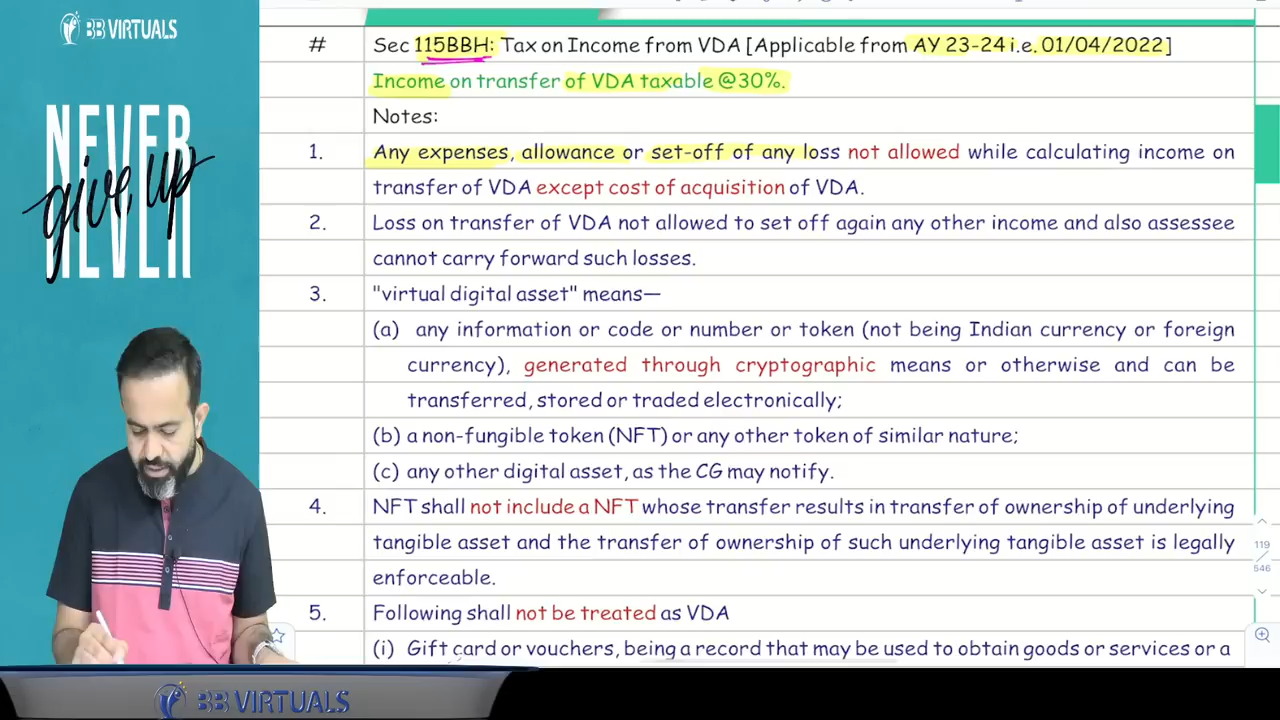 BB VIRTUALS
NEVER
give up
NEVER
# Sec 115BBH: Tax on Income from VDA [Applicable from AY 23-24 i.e. 01/04/2022]
Income on transfer of VDA taxable @30%.
Notes:
1. Any expenses, allowance or set-off of any loss not allowed while calculating income on
transfer of VDA except cost of acquisition of VDA.
2. Loss on transfer of VDA not allowed to set off again any other income and also assessee
cannot carry forward such losses.
3. "virtual digital asset" means—
(a) any information or code or number or token (not being Indian currency or foreign
currency), generated through cryptographic means or otherwise and can be
transferred, stored or traded electronically;
(b) a non-fungible token (NFT) or any other token of similar nature;
(c) any other digital asset, as the CG may notify.
4. NFT shall not include a NFT whose transfer results in transfer of ownership of underlying
tangible asset and the transfer of ownership of such underlying tangible asset is legally
enforceable.
5. Following shall not be treated as VDA
(i) Gift card or vouchers, being a record that may be used to obtain goods or services or a
119
546
BB VIRTUALS